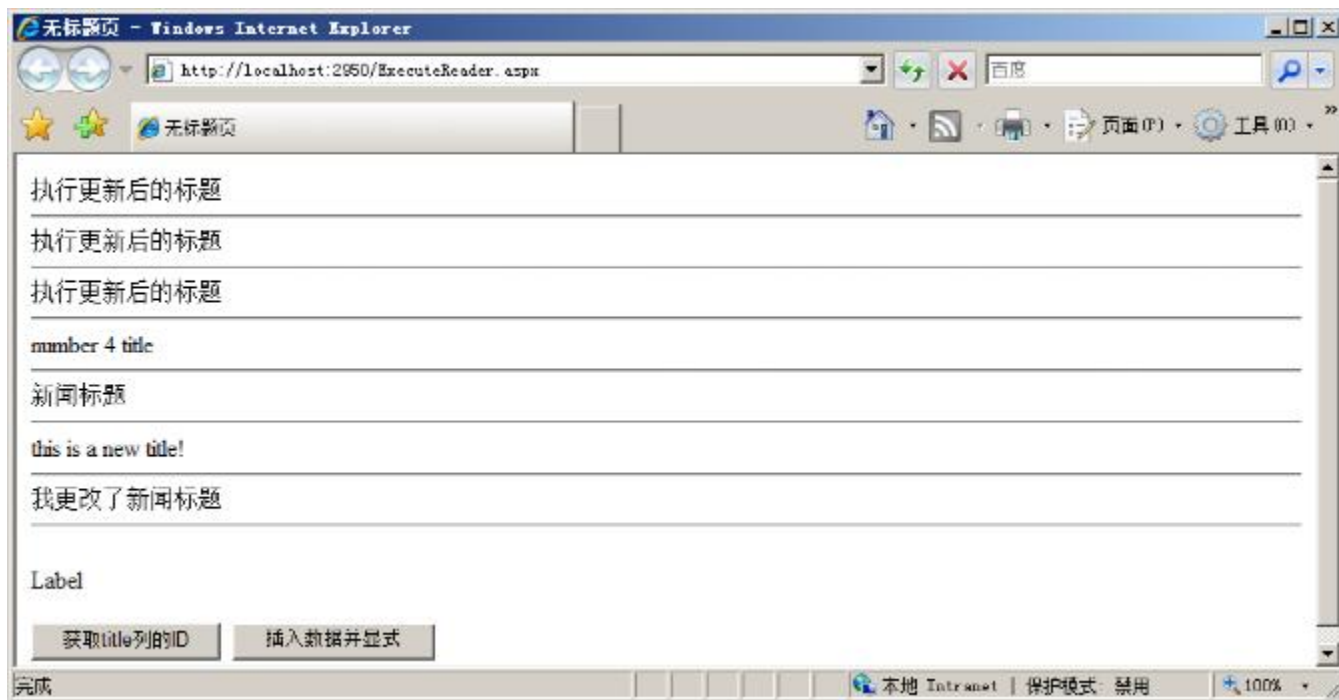 无标题页 - Windows Internet Explorer
http://localhost:2950/ExecuteReader.aspx
百度
无标题页
页面(P)
工具(O)
执行更新后的标题
执行更新后的标题
执行更新后的标题
number 4 title
新闻标题
this is a new title!
我更改了新闻标题
Label
获取title列的ID
插入数据并显式
完成
本地 Intranet | 保护模式: 禁用
100%